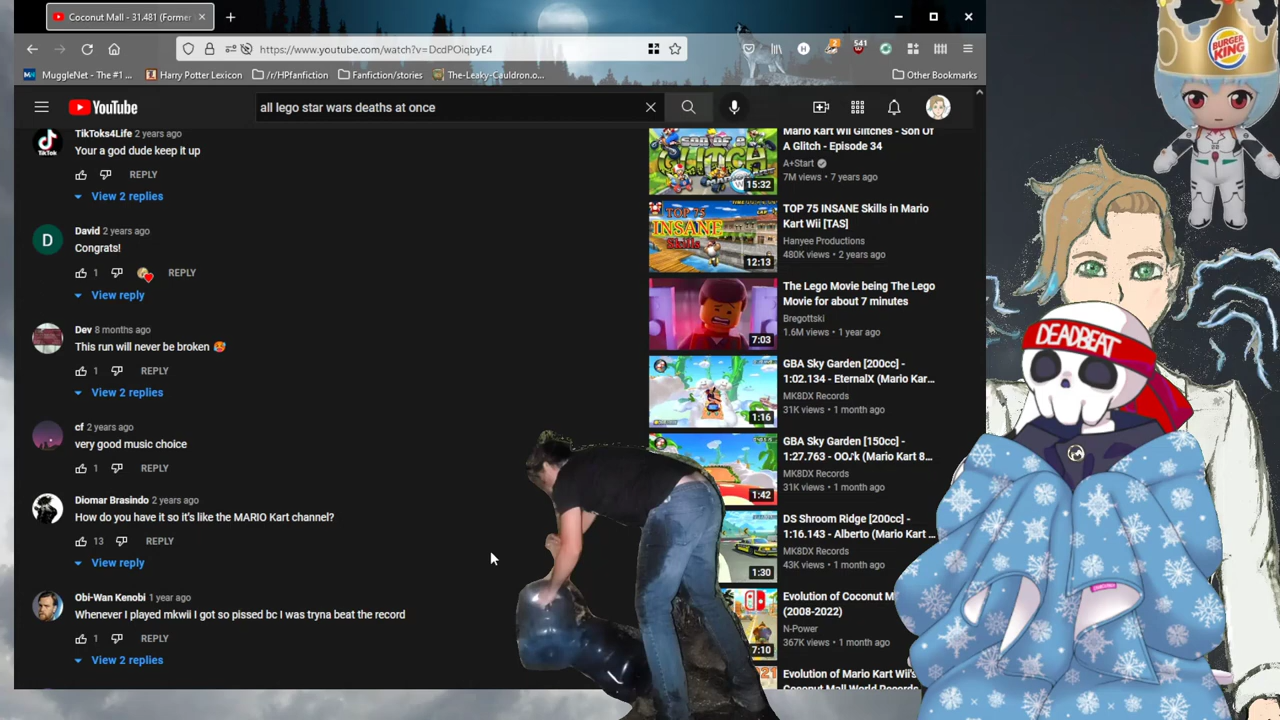 Coconut Mall - 31.481 (Former
https://www.youtube.com/watch?v=DcdPOiqbyE4
2
541
MuggleNet - The #1 ...
Harry Potter Lexicon
/r/HPfanfiction
Fanfiction/stories
The-Leaky-Cauldron.o...
Other Bookmarks
YouTube
all lego star wars deaths at once
TikToks4Life 2 years ago
Your a god dude keep it up
REPLY
View 2 replies
David 2 years ago
Congrats!
1
REPLY
View reply
Dev 8 months ago
This run will never be broken 🥵
1
REPLY
View 2 replies
cf 2 years ago
very good music choice
1
REPLY
Diomar Brasindo 2 years ago
How do you have it so it's like the MARIO Kart channel?
13
REPLY
View reply
Obi-Wan Kenobi 1 year ago
Whenever I played mkwii I got so pissed bc I was tryna beat the record
1
REPLY
View 2 replies
SON OF
A GLITCH
15:32
Mario Kart Wii Glitches - Son Of
A Glitch - Episode 34
A+Start
7M views • 7 years ago
TOP 75
INSANE
Skills
12:13
TOP 75 INSANE Skills in Mario
Kart Wii [TAS]
Hanyee Productions
480K views • 2 years ago
7:03
The Lego Movie being The Lego
Movie for about 7 minutes
Bregottski
1.6M views • 1 year ago
1:16
GBA Sky Garden [200cc] -
1:02.134 - EternalX (Mario Kar...
MK8DX Records
31K views • 1 month ago
1:42
GBA Sky Garden [150cc] -
MK8DX Records
31K views • 1 month ago
1:30
DS Shroom Ridge [200cc] -
1:16.143 - Alberto (Mario Kart ...
MK8DX Records
43K views • 1 month ago
7:10
Evolution of Coconut M
(2008-2022)
N-Power
367K views • 1 month ago
Evolution of Mario Kart Wii's
Coconut Mall World Records
BURGER
KING
DEADBEAT